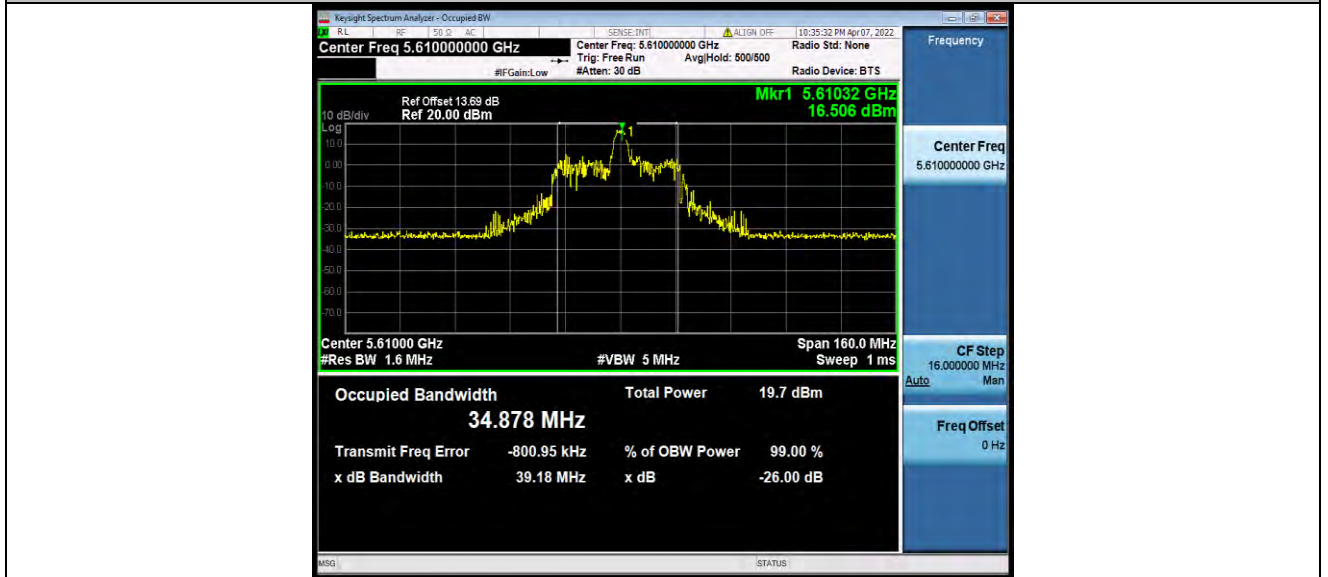 Keysight Spectrum Analyzer - Occupied BW
RL RF 50 Ω AC SENSE:INT ALIGN OFF 10:35:32 PM Apr 07, 2022
Center Freq 5.610000000 GHz
Center Freq: 5.610000000 GHz Radio Std: None
Trig: Free Run Avg|Hold: 500/500
#IFGain:Low #Atten: 30 dB Radio Device: BTS
Frequency
Mkr1 5.61032 GHz
16.506 dBm
Ref Offset 13.69 dB
10 dB/div Ref 20.00 dBm
Log
10.0
0.00
-10.0
-20.0
-30.0
-40.0
-50.0
-60.0
-70.0
1
Center 5.61000 GHz Span 160.0 MHz
#Res BW 1.6 MHz #VBW 5 MHz Sweep 1 ms
Center Freq
5.610000000 GHz
CF Step
16.000000 MHz
Auto Man
Freq Offset
0 Hz
Occupied Bandwidth Total Power 19.7 dBm
34.878 MHz
Transmit Freq Error -800.95 kHz % of OBW Power 99.00 %
x dB Bandwidth 39.18 MHz x dB -26.00 dB
MSG STATUS